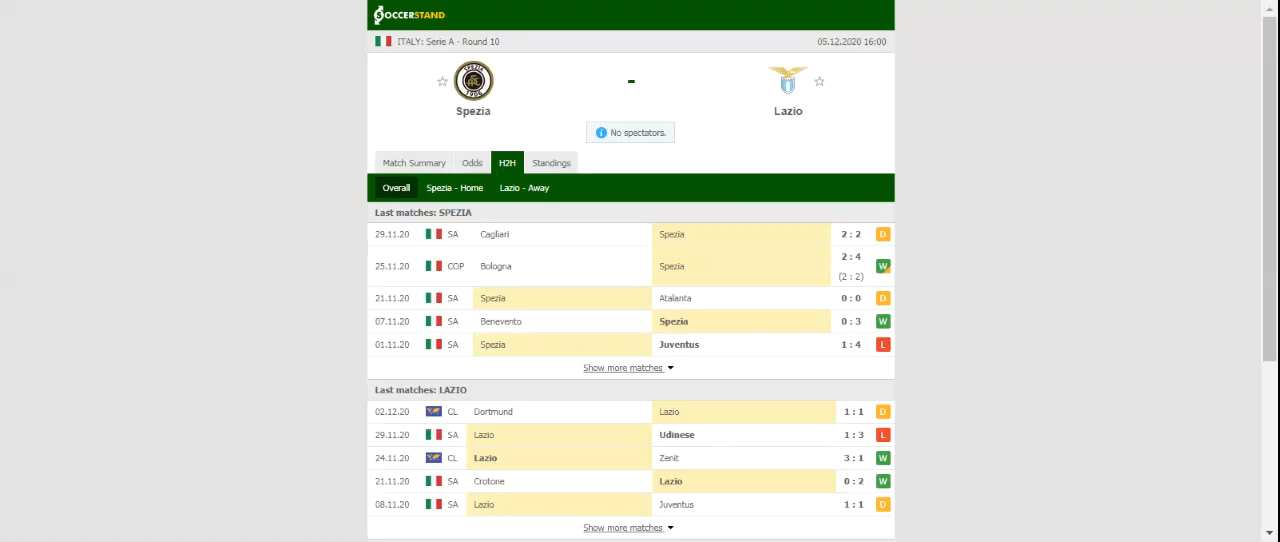 SOCCERSTAND
ITALY: Serie A - Round 10 05.12.2020 16:00
SPEZIA
1906
-
Spezia Lazio
No spectators.
Match Summary Odds H2H Standings
Overall Spezia - Home Lazio - Away
Last matches: SPEZIA
29.11.20 SA Cagliari Spezia 2 : 2 D
25.11.20 COP Bologna Spezia 2 : 4 (2 : 2) W
21.11.20 SA Spezia Atalanta 0 : 0 D
07.11.20 SA Benevento Spezia 0 : 3 W
01.11.20 SA Spezia Juventus 1 : 4 L
Show more matches
Last matches: LAZIO
02.12.20 CL Dortmund Lazio 1 : 1 D
29.11.20 SA Lazio Udinese 1 : 3 L
24.11.20 CL Lazio Zenit 3 : 1 W
21.11.20 SA Crotone Lazio 0 : 2 W
08.11.20 SA Lazio Juventus 1 : 1 D
Show more matches